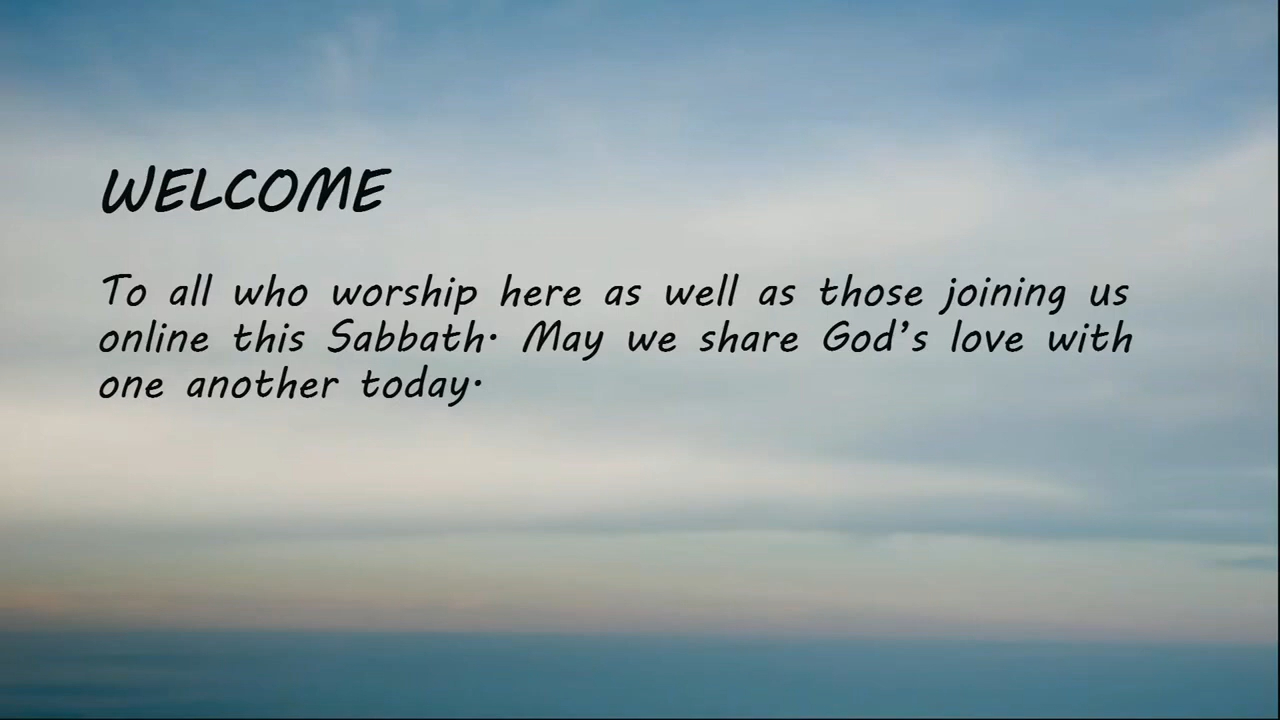 WELCOME
To all who worship here as well as those joining us
online this Sabbath. May we share God’s love with
one another today.